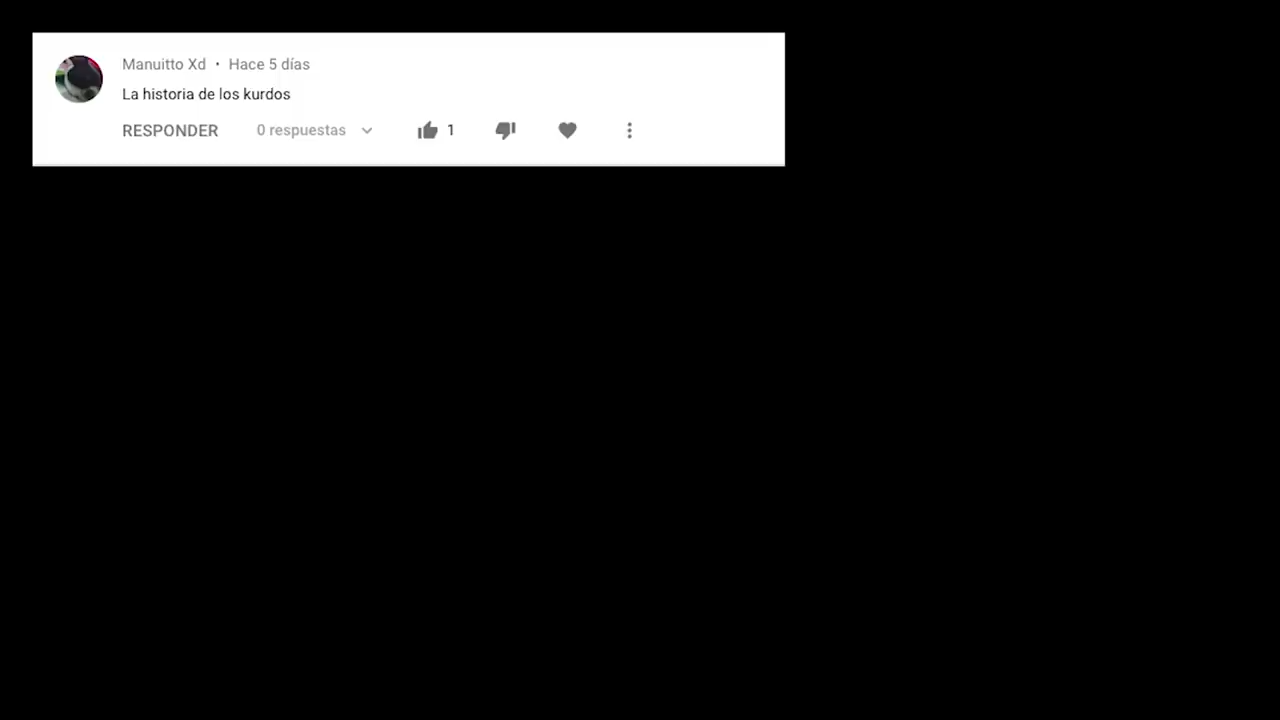 Manuitto Xd • Hace 5 días
La historia de los kurdos
RESPONDER 0 respuestas 1